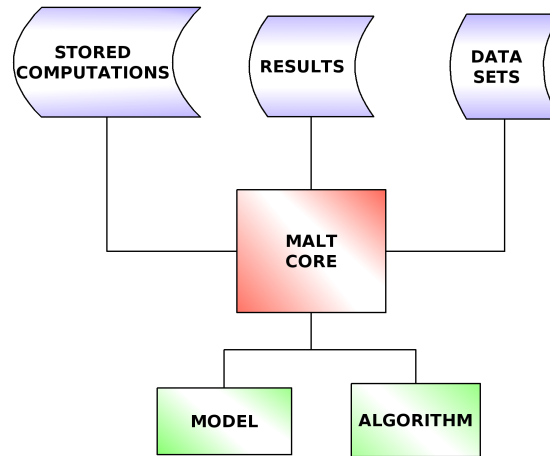 STORED
COMPUTATIONS
RESULTS
DATA
SETS
MALT
CORE
MODEL
ALGORITHM